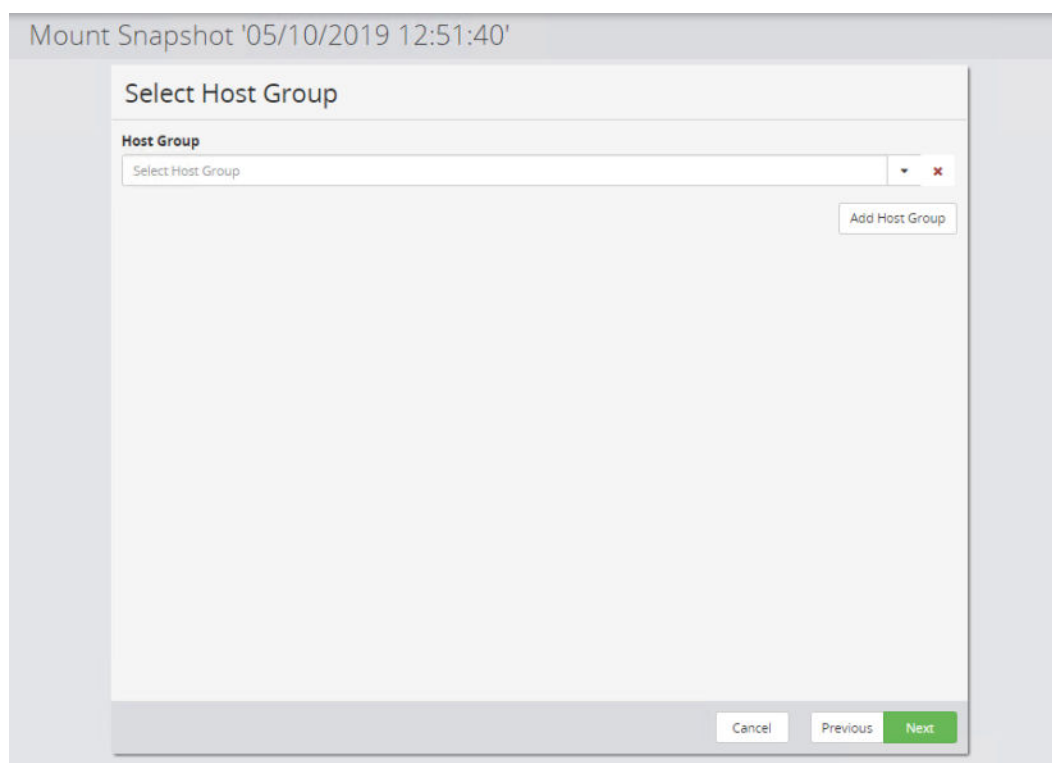 Mount Snapshot '05/10/2019 12:51:40'
Select Host Group
Host Group
Select Host Group
Add Host Group
Cancel Previous Next